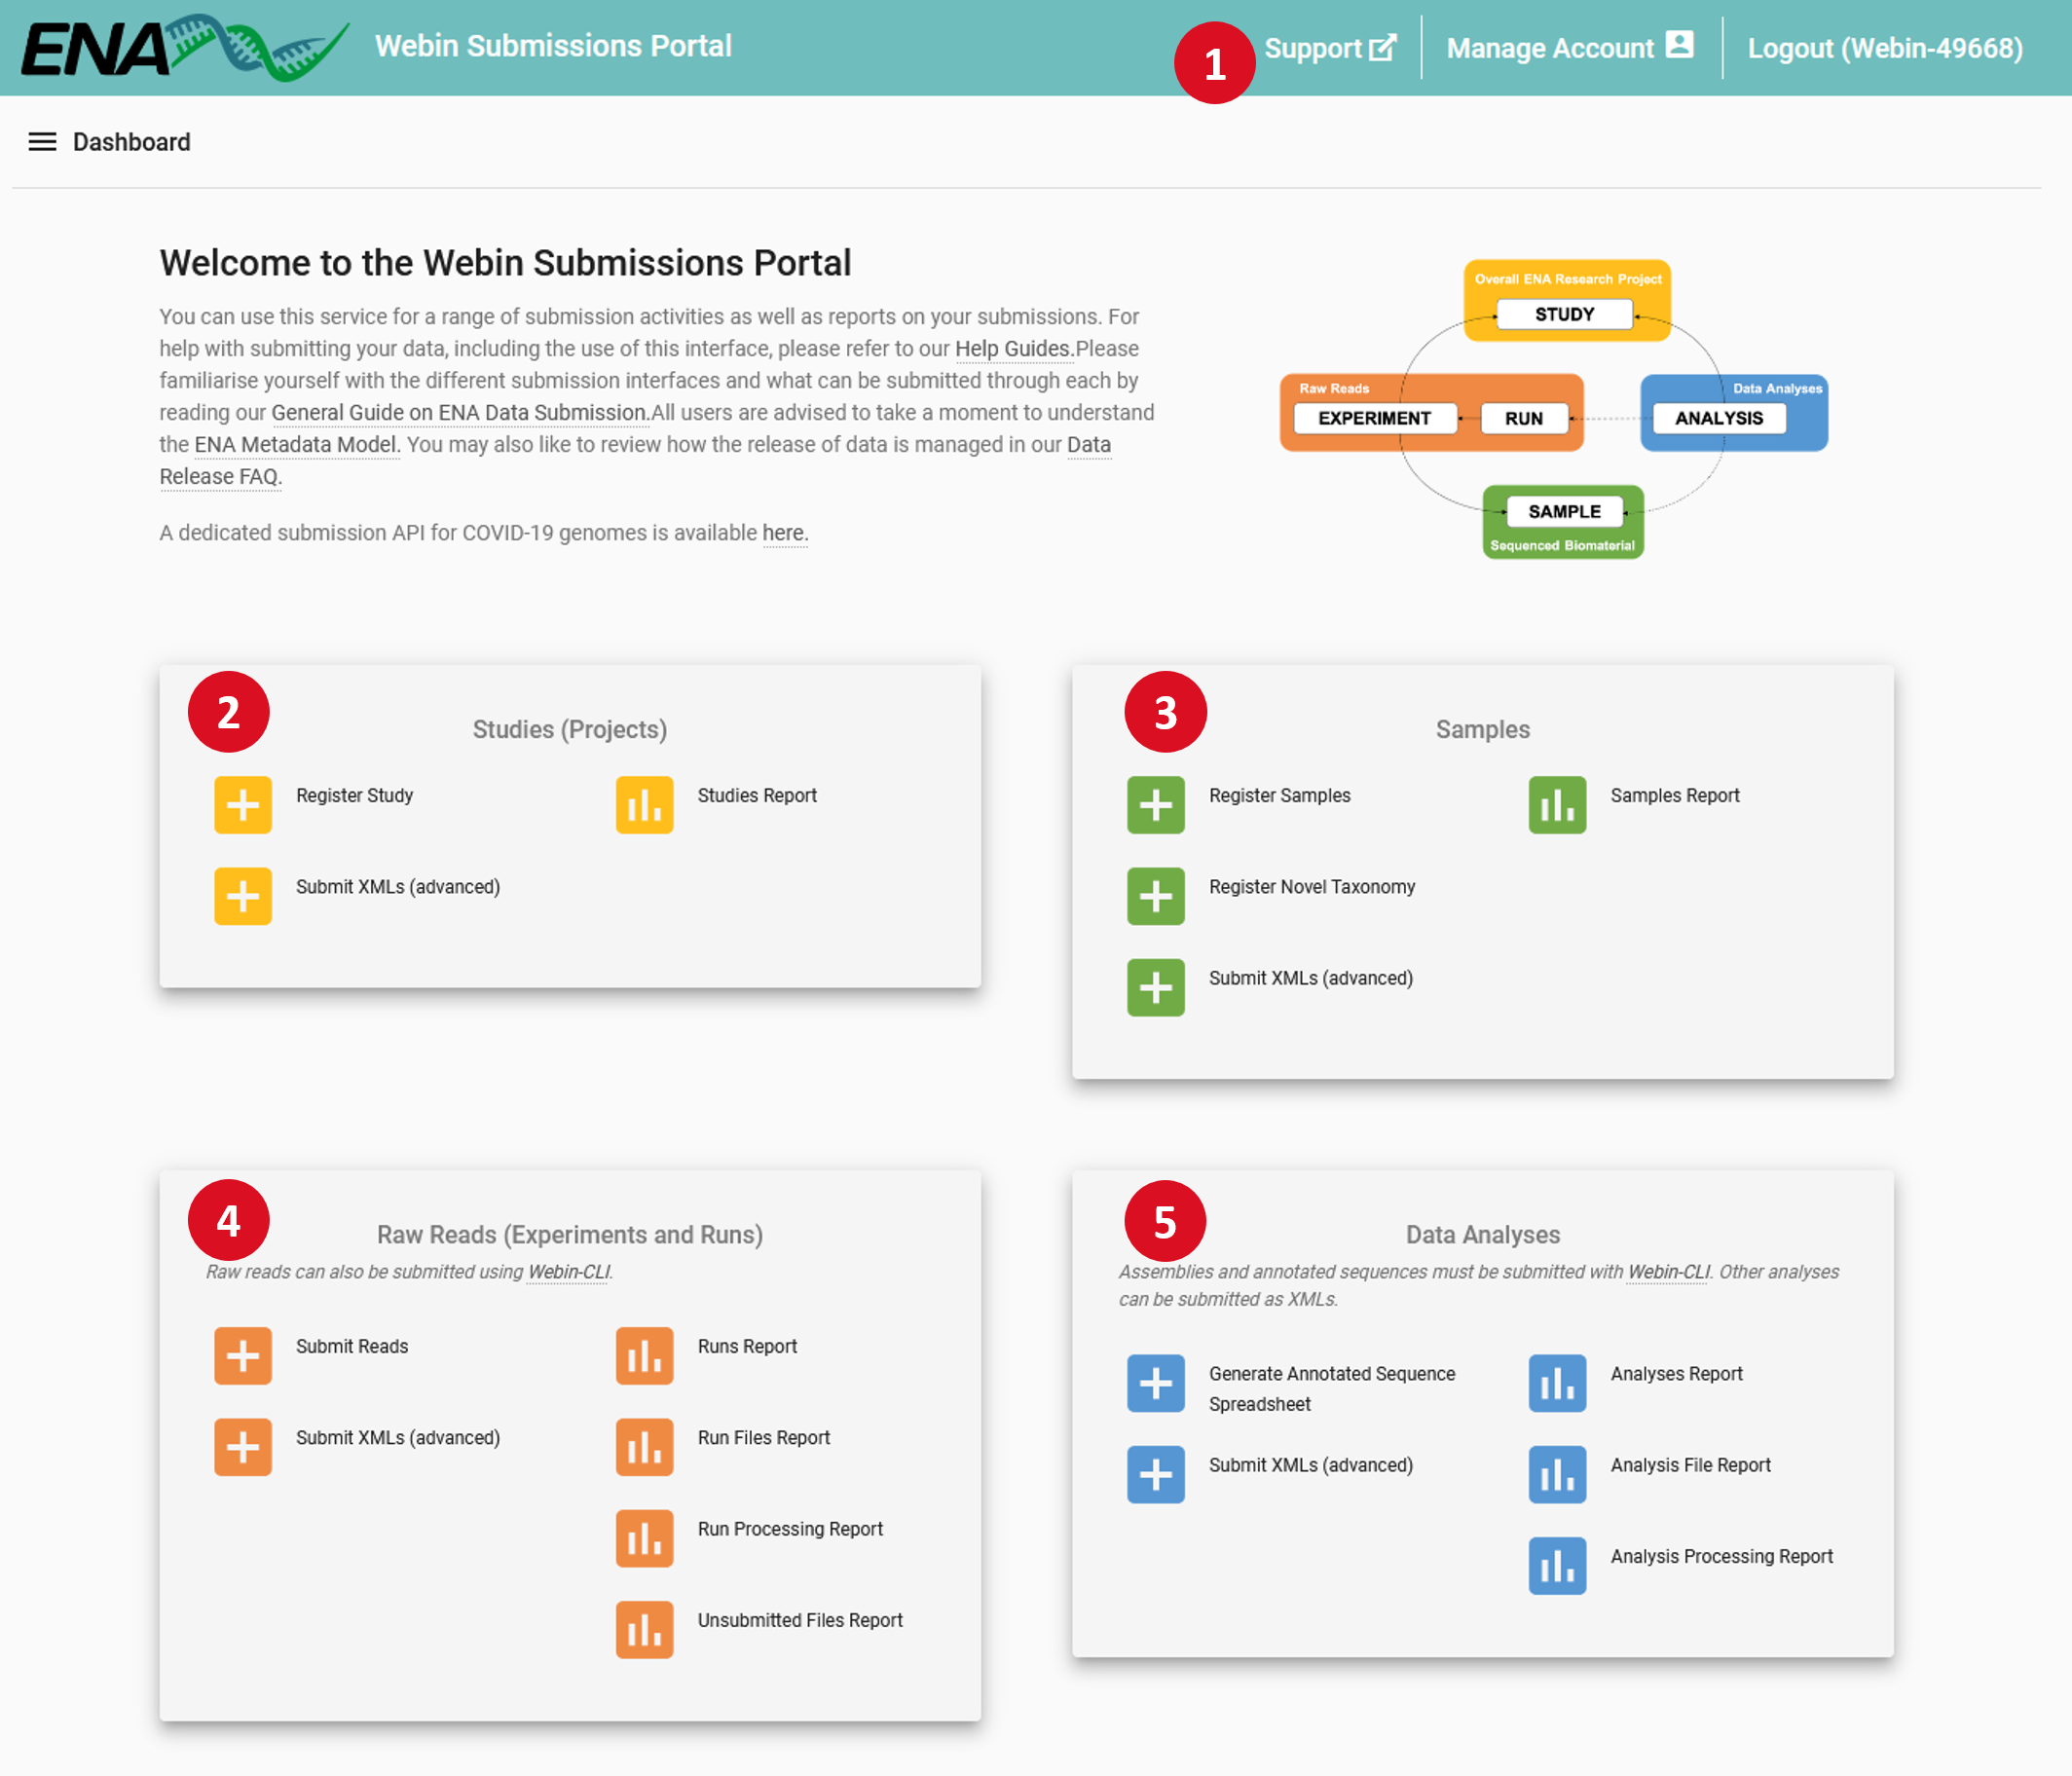 ENA
Webin Submissions Portal
1
Support
Manage Account
Logout (Webin-49668)
Dashboard
Welcome to the Webin Submissions Portal
You can use this service for a range of submission activities as well as reports on your submissions. For
help with submitting your data, including the use of this interface, please refer to our Help Guides.Please
familiarise yourself with the different submission interfaces and what can be submitted through each by
reading our General Guide on ENA Data Submission.All users are advised to take a moment to understand
the ENA Metadata Model. You may also like to review how the release of data is managed in our Data
Release FAQ.
A dedicated submission API for COVID-19 genomes is available here.
Overall ENA Research Project
STUDY
Raw Reads
EXPERIMENT
RUN
Data Analyses
ANALYSIS
SAMPLE
Sequenced Biomaterial
2
Studies (Projects)
Register Study
Studies Report
Submit XMLs (advanced)
3
Samples
Register Samples
Samples Report
Register Novel Taxonomy
Submit XMLs (advanced)
4
Raw Reads (Experiments and Runs)
Raw reads can also be submitted using Webin-CLI.
Submit Reads
Runs Report
Submit XMLs (advanced)
Run Files Report
Run Processing Report
Unsubmitted Files Report
5
Data Analyses
Assemblies and annotated sequences must be submitted with Webin-CLI. Other analyses
can be submitted as XMLs.
Generate Annotated Sequence
Spreadsheet
Analyses Report
Submit XMLs (advanced)
Analysis File Report
Analysis Processing Report